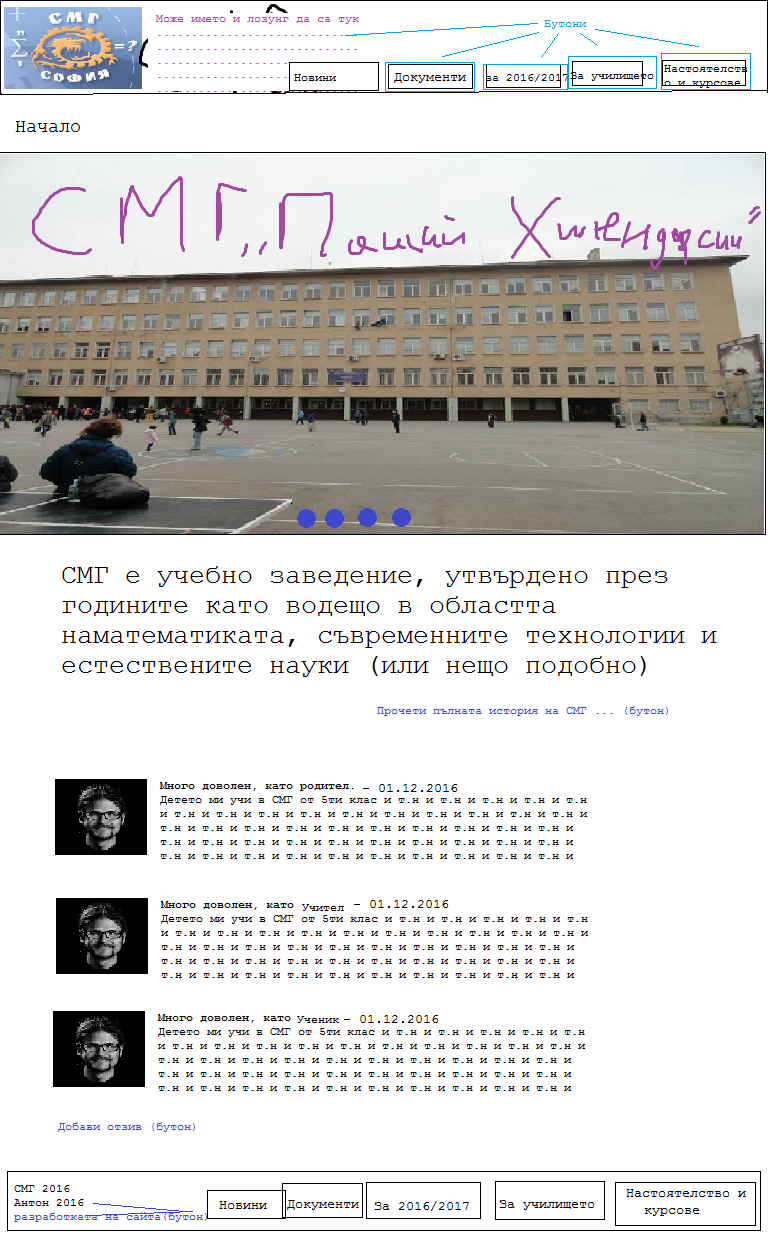 СМГ
=?
СОФИЯ
Може името и лозунг да са тук
Бутони
Новини
Документи
ва 2016/2017
За училището
Настоятелств
о и курсове
Начало
СМГ „Паисий Хилендарски“
СМГ е учебно заведение, утвърдено през
годините като водещо в областта
наматематиката, съвременните технологии и
естествените науки (или нещо подобно)
Прочети пълната история на СМГ ... (бутон)
Много доволен, като родител. – 01.12.2016
Детето ми учи в СМГ от 5ти клас и т.н и т.н и т.н и т.н и т.н
и т.н и т.н и т.н и т.н и т.н и т.н и т.н и т.н и т.н и т.н и
т.н и т.н и т.н и т.н и т.н и т.н и т.н и т.н и т.н и т.н и
т.н и т.н и т.н и т.н и т.н и т.н и т.н и т.н и т.н и т.н и
т.н и т.н и т.н и т.н и т.н и т.н и т.н и т.н и т.н и т.н и
Много доволен, като Учител – 01.12.2016
Детето ми учи в СМГ от 5ти клас и т.н и т.н и т.н и т.н и т.н
и т.н и т.н и т.н и т.н и т.н и т.н и т.н и т.н и т.н и т.н и
т.н и т.н и т.н и т.н и т.н и т.н и т.н и т.н и т.н и т.н и
т.н и т.н и т.н и т.н и т.н и т.н и т.н и т.н и т.н и т.н и
т.н и т.н и т.н и т.н и т.н и т.н и т.н и т.н и т.н и т.н и
Много доволен, като Ученик – 01.12.2016
Детето ми учи в СМГ от 5ти клас и т.н и т.н и т.н и т.н и т.н
и т.н и т.н и т.н и т.н и т.н и т.н и т.н и т.н и т.н и т.н и
т.н и т.н и т.н и т.н и т.н и т.н и т.н и т.н и т.н и т.н и
т.н и т.н и т.н и т.н и т.н и т.н и т.н и т.н и т.н и т.н и
т.н и т.н и т.н и т.н и т.н и т.н и т.н и т.н и т.н и т.н и
Добави отзив (бутон)
СМГ 2016
Антон 2016
разработката на сайта(бутон)
Новини
Документи
За 2016/2017
За училището
Настоятелство и
курсове